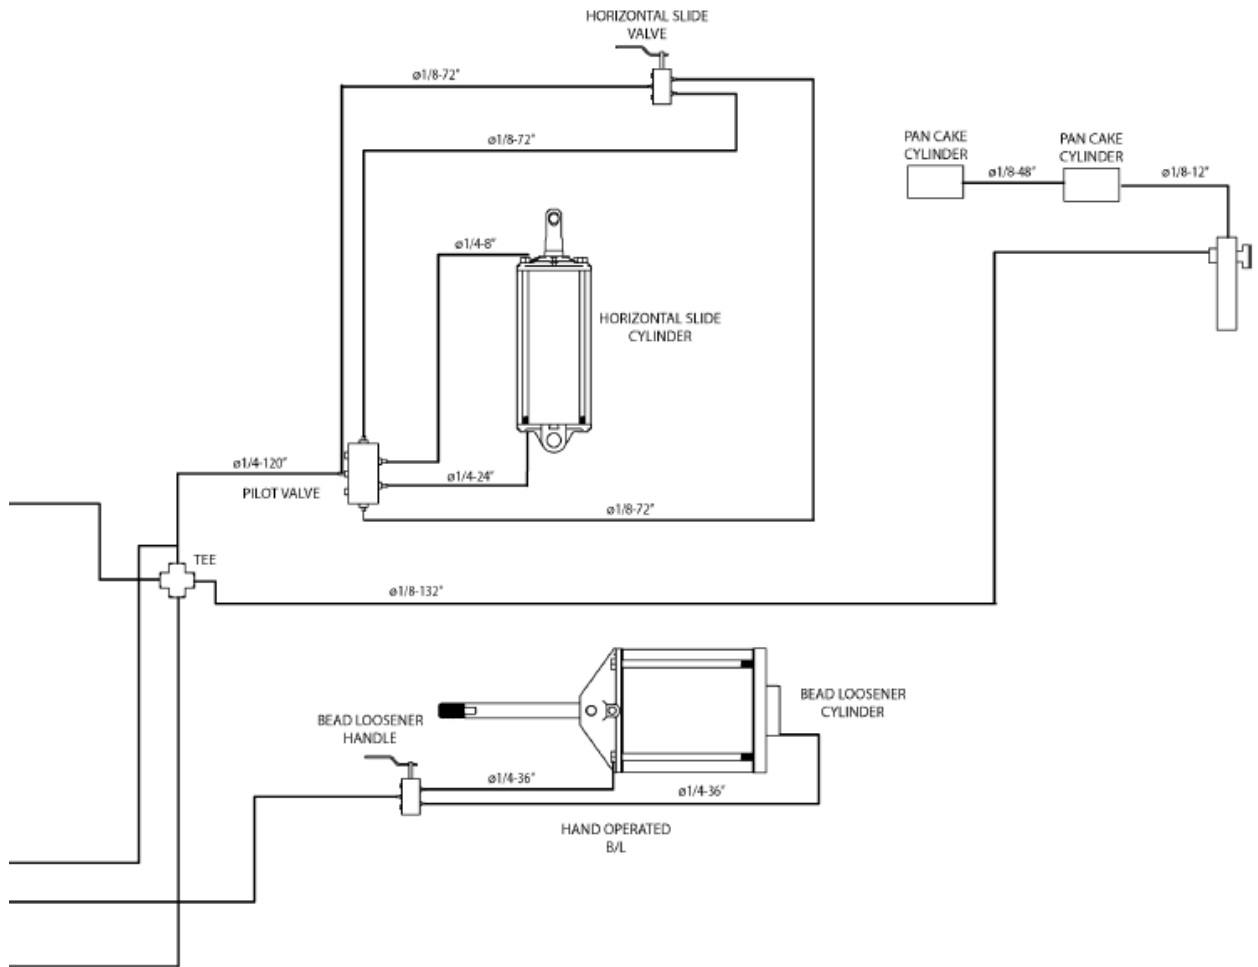 HORIZONTAL SLIDE
VALVE
ø1/8-72"
ø1/8-72"
PAN CAKE
CYLINDER
PAN CAKE
CYLINDER
ø1/8-48"
ø1/8-12"
ø1/4-8"
HORIZONTAL SLIDE
CYLINDER
ø1/4-120"
ø1/4-24"
PILOT VALVE
ø1/8-72"
TEE
ø1/8-132"
BEAD LOOSENER
CYLINDER
BEAD LOOSENER
HANDLE
ø1/4-36"
ø1/4-36"
HAND OPERATED
B/L